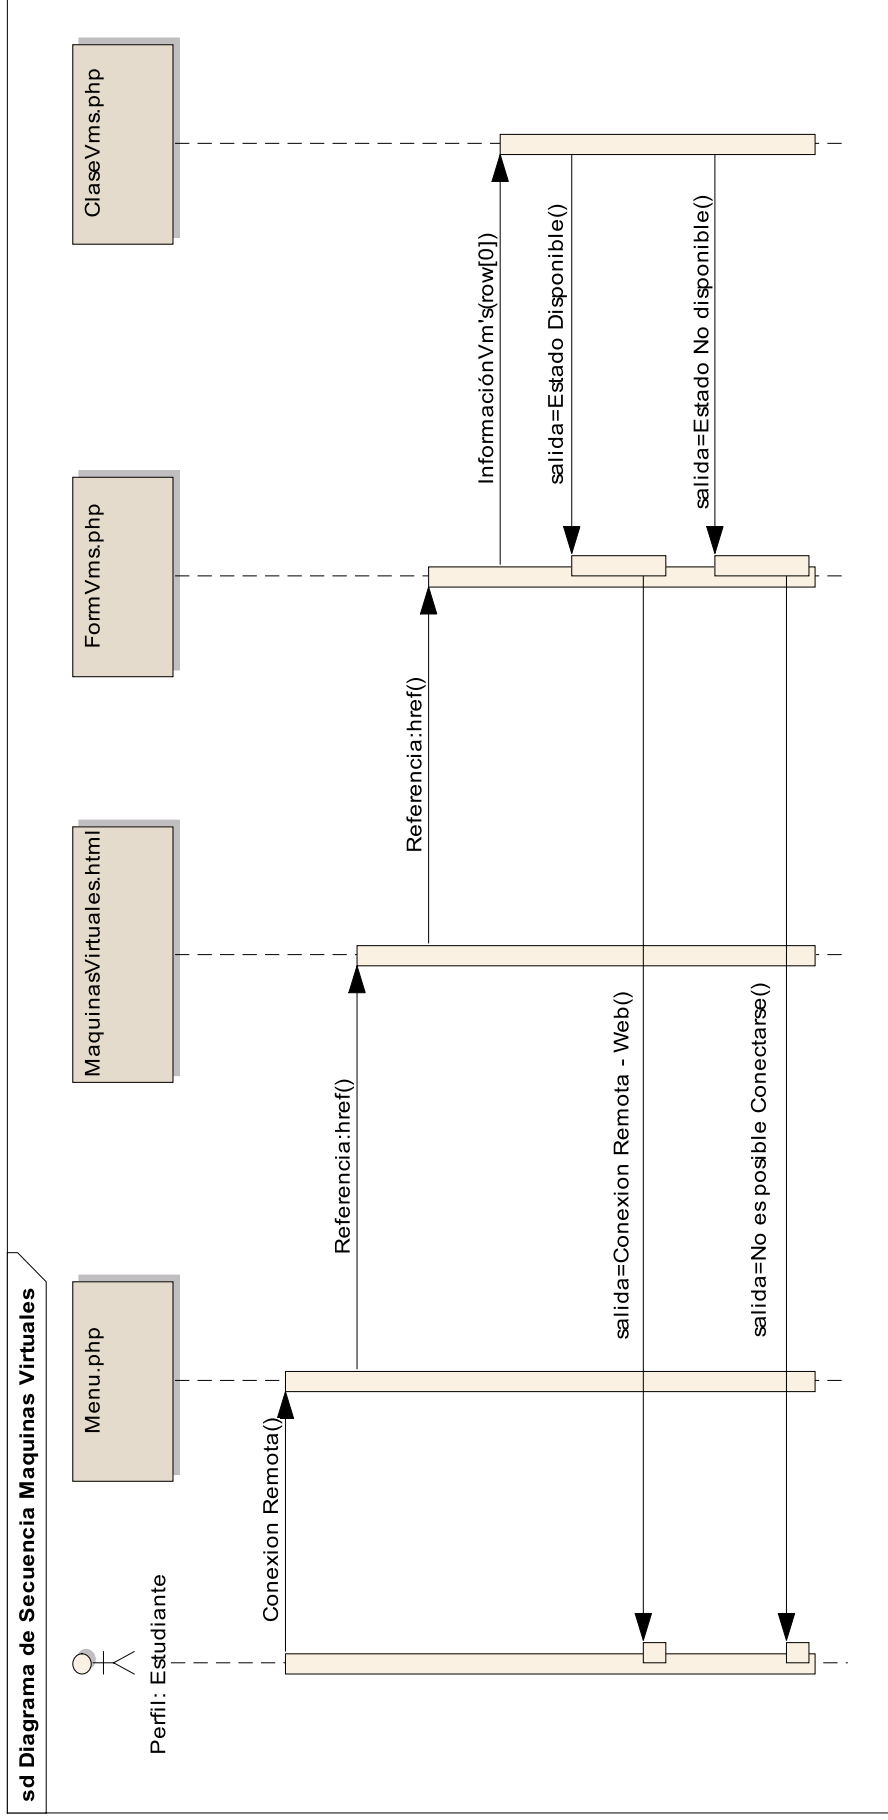 sd Diagrama de Secuencia Maquinas Virtuales
Perfil: Estudiante
Menu.php
MaquinasVirtuales.html
FormVms.php
ClaseVms.php
Conexion Remota()
Referencia:href()
Referencia:href()
InformaciónVm's(row[0])
salida=Estado Disponible()
salida=Conexion Remota - Web()
salida=Estado No disponible()
salida=No es posible Conectarse()